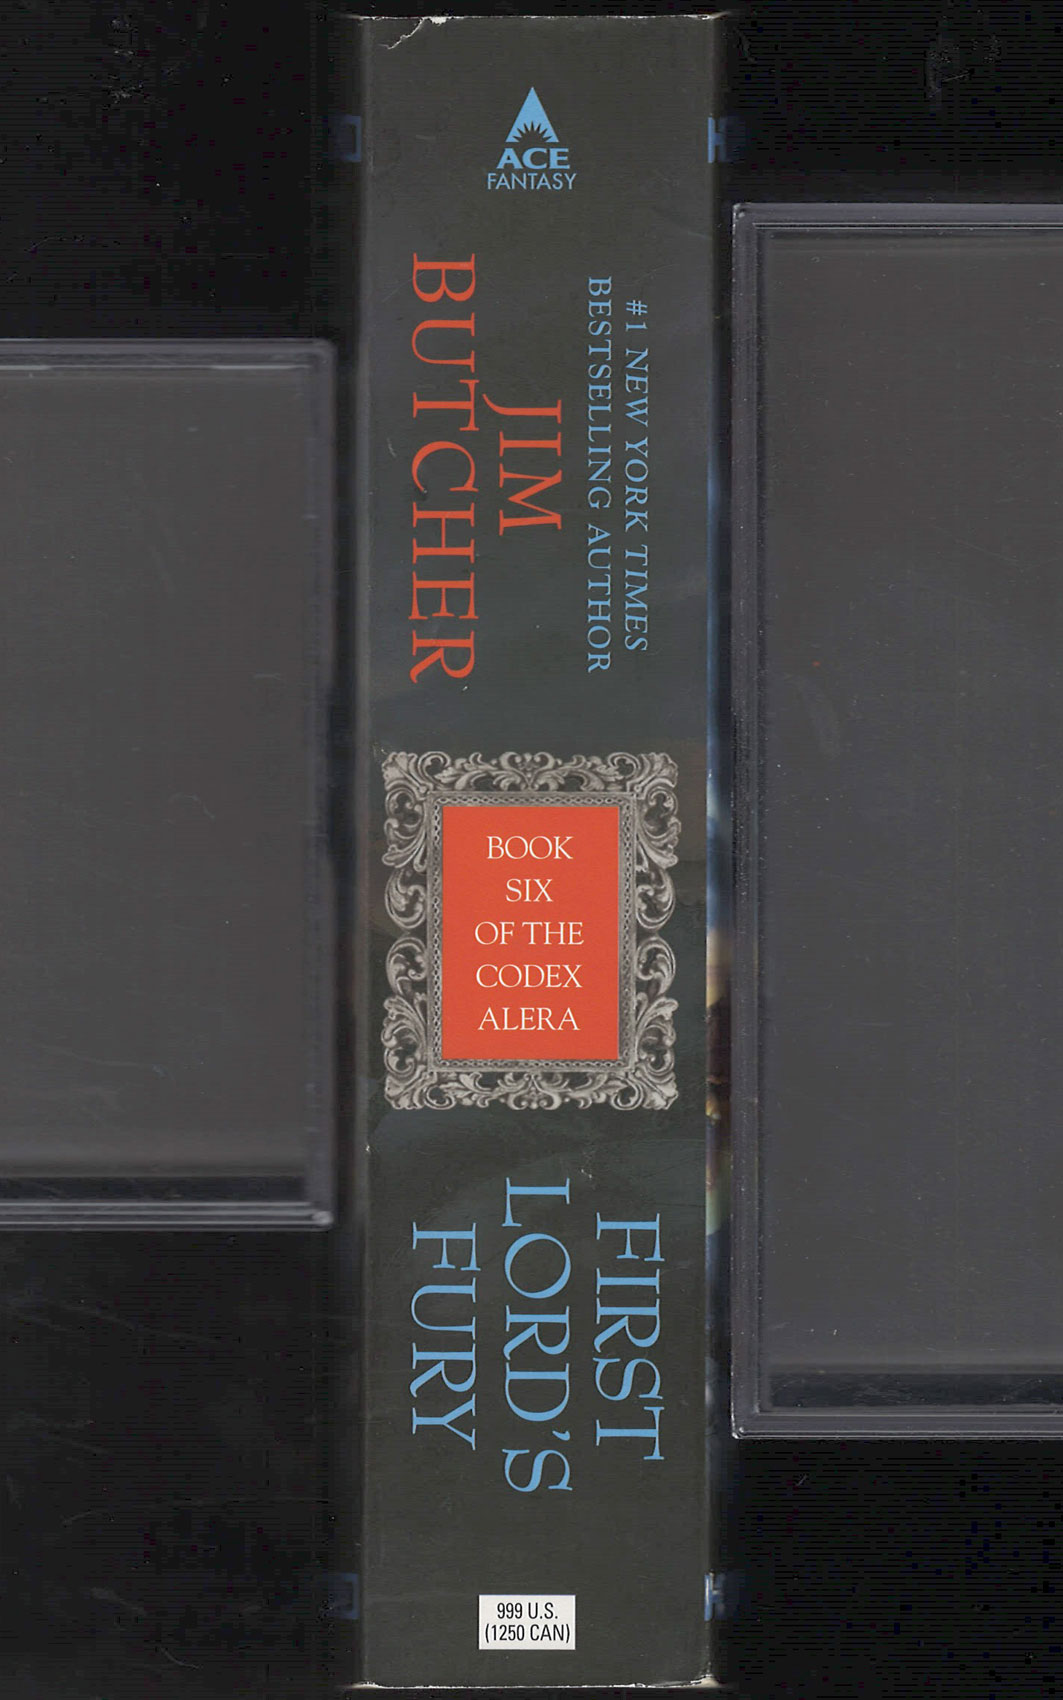 ACE
FANTASY
#1 NEW YORK TIMES
BESTSELLING AUTHOR
JIM
BUTCHER
BOOK
SIX
OF THE
CODEX
ALERA
FIRST
LORD'S
FURY
999 U.S.
(1250 CAN)